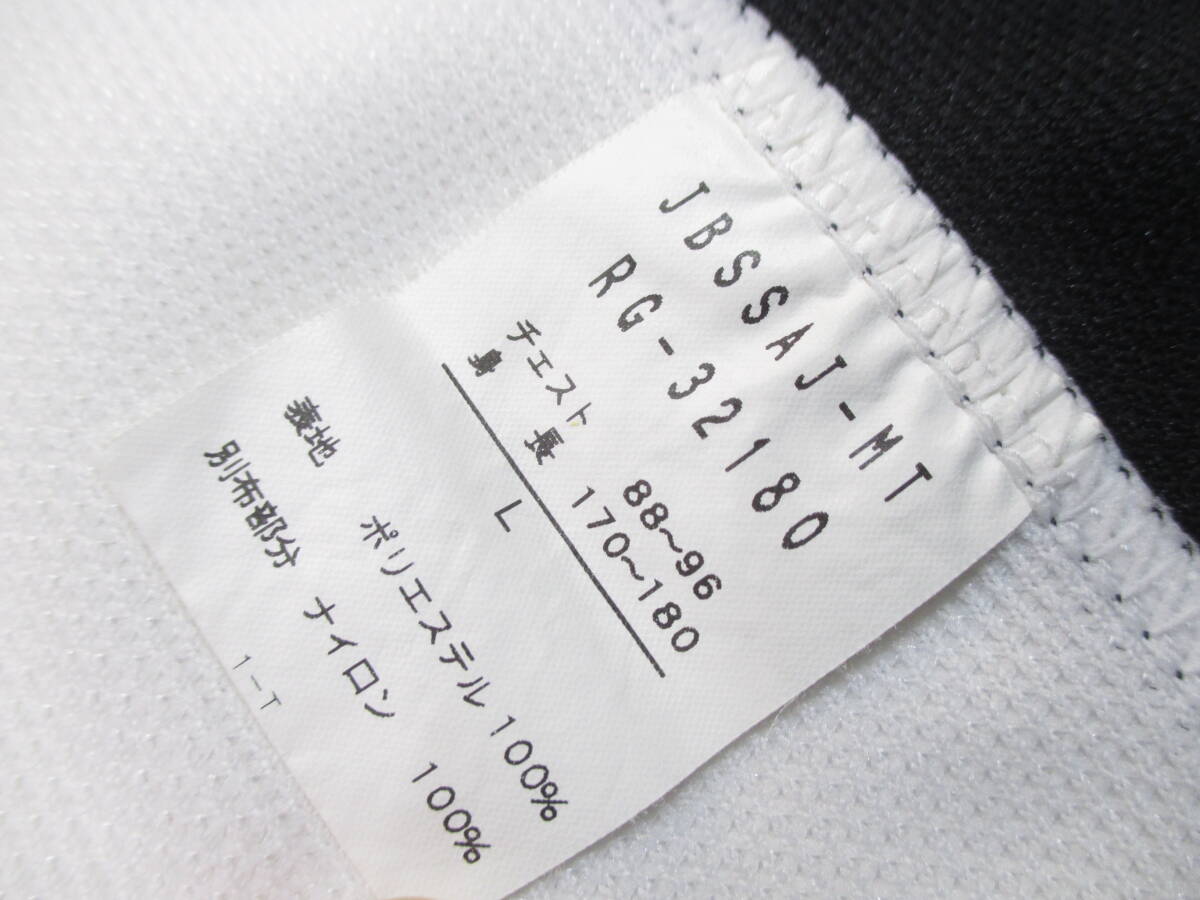 JBSSAJ-MT
RG-32180
チェスト 88~96
身 長 170~180
L
表地 ポリエステル 100%
別布部分 ナイロン 100%
1-T